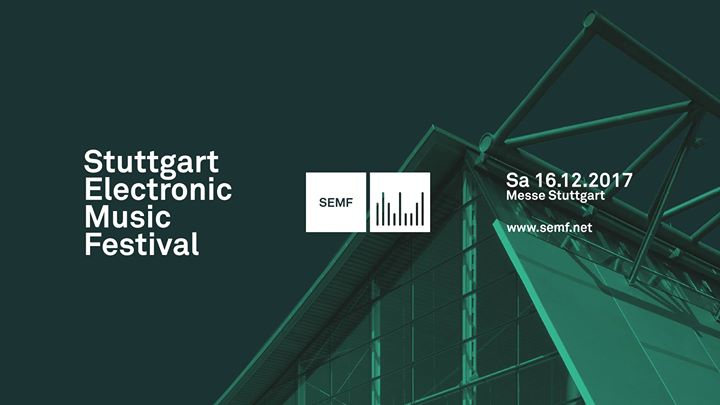 Stuttgart
Electronic
Music
Festival
SEMF
Sa 16.12.2017
Messe Stuttgart
www.semf.net